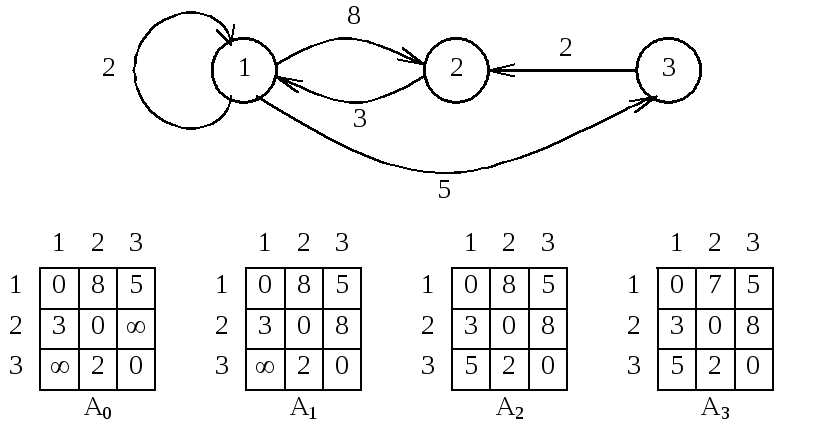 8
2
2 1 2 3
3
5
1 2 3 1 2 3 1 2 3 1 2 3
1 0 8 5 1 0 8 5 1 0 8 5 1 0 7 5
2 3 0 ∞ 2 3 0 8 2 3 0 8 2 3 0 8
3 ∞ 2 0 3 ∞ 2 0 3 5 2 0 3 5 2 0
A₀ A₁ A₂ A₃